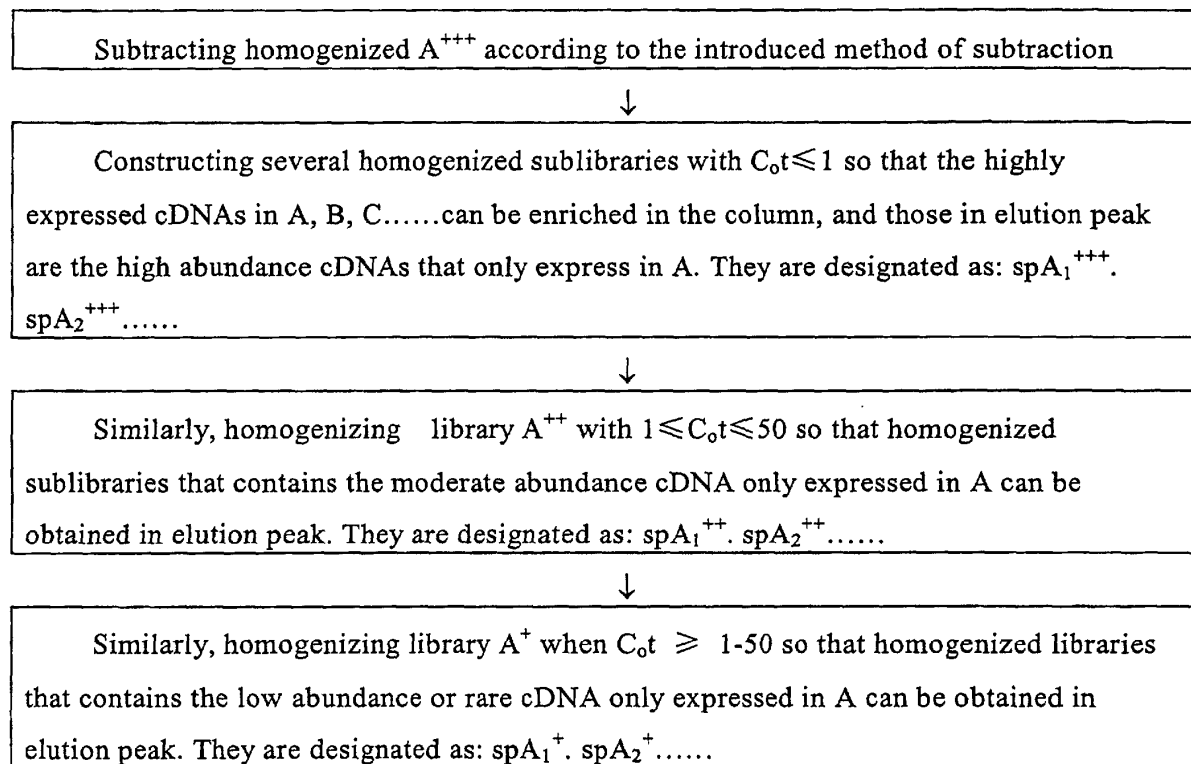 Subtracting homogenized A⁺⁺⁺ according to the introduced method of subtraction
↓
Constructing several homogenized sublibraries with C₀t≤1 so that the highly
expressed cDNAs in A, B, C……can be enriched in the column, and those in elution peak
are the high abundance cDNAs that only express in A. They are designated as: spA₁⁺⁺⁺.
spA₂⁺⁺⁺……
↓
Similarly, homogenizing library A⁺⁺ with 1≤C₀t≤50 so that homogenized
sublibraries that contains the moderate abundance cDNA only expressed in A can be
obtained in elution peak. They are designated as: spA₁⁺⁺. spA₂⁺⁺……
↓
Similarly, homogenizing library A⁺ when C₀t ≥ 1-50 so that homogenized libraries
that contains the low abundance or rare cDNA only expressed in A can be obtained in
elution peak. They are designated as: spA₁⁺. spA₂⁺……